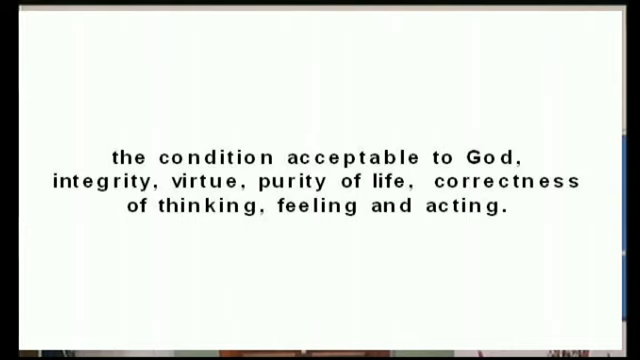 the condition acceptable to God,
integrity, virtue, purity of life, correctness
of thinking, feeling and acting.